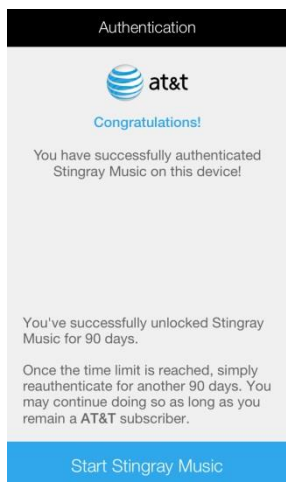 Authentication
at&t
Congratulations!
You have successfully authenticated
Stingray Music on this device!
You've successfully unlocked Stingray
Music for 90 days.
Once the time limit is reached, simply
reauthenticate for another 90 days. You
may continue doing so as long as you
remain a AT&T subscriber.
Start Stingray Music